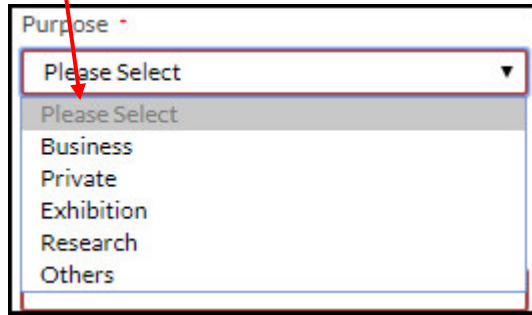 Purpose *
Please Select
Please Select
Business
Private
Exhibition
Research
Others